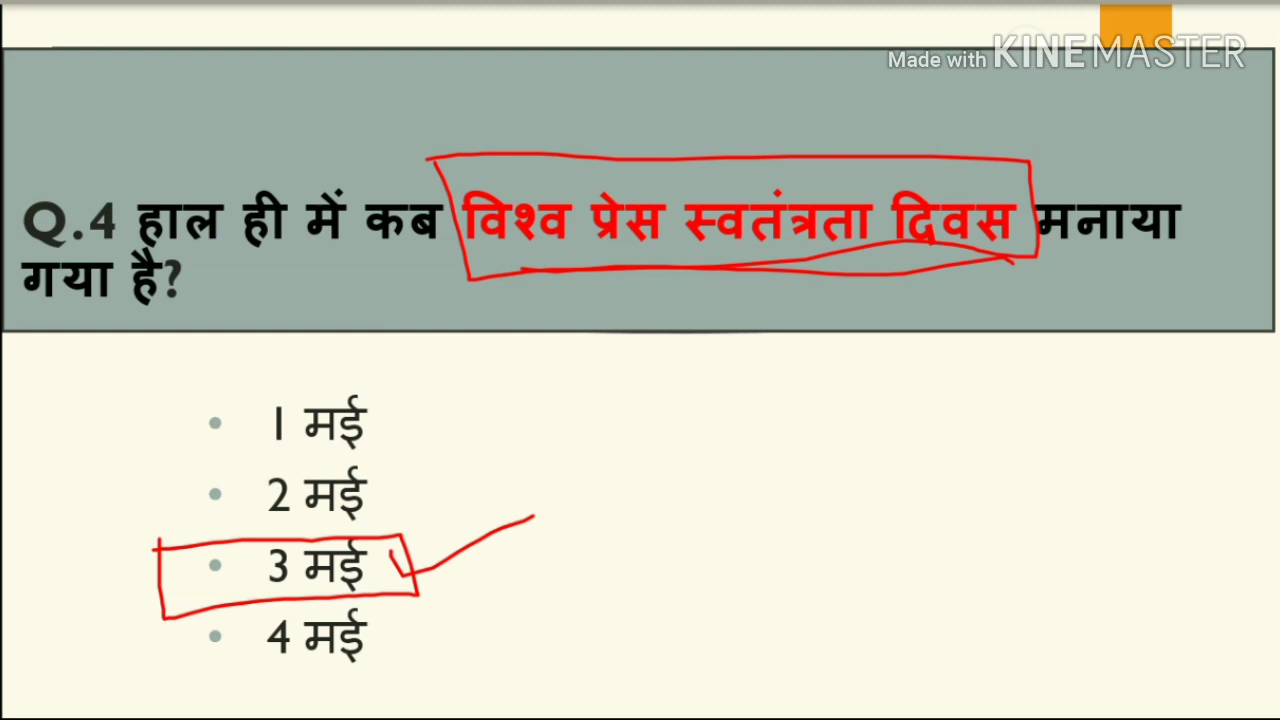 Made with KINEMASTER
Q.4 हाल ही में कब विश्व प्रेस स्वतंत्रता दिवस मनाया
गया है?
• 1 मई
• 2 मई
• 3 मई
• 4 मई